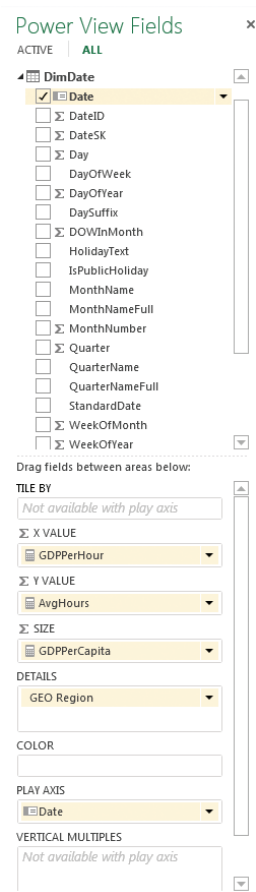 Power View Fields
ACTIVE ALL
DimDate
Date
Σ DateID
Σ DateSK
Σ Day
DayOfWeek
Σ DayOfYear
DaySuffix
Σ DOWInMonth
HolidayText
IsPublicHoliday
MonthName
MonthNameFull
Σ MonthNumber
Σ Quarter
QuarterName
QuarterNameFull
StandardDate
Σ WeekOfMonth
Σ WeekOfYear
Drag fields between areas below:
TILE BY
Not available with play axis
Σ X VALUE
GDPPerHour
Σ Y VALUE
AvgHours
Σ SIZE
GDPPerCapita
DETAILS
GEO Region
COLOR
PLAY AXIS
Date
VERTICAL MULTIPLES
Not available with play axis